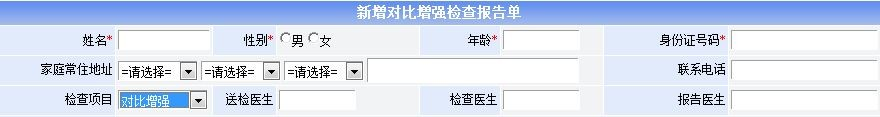 新增对比增强检查报告单
姓名* 性别* 男 女 年龄* 身份证号码*
家庭常住地址 =请选择= =请选择= =请选择= 联系电话
检查项目 对比增强 送检医生 检查医生 报告医生